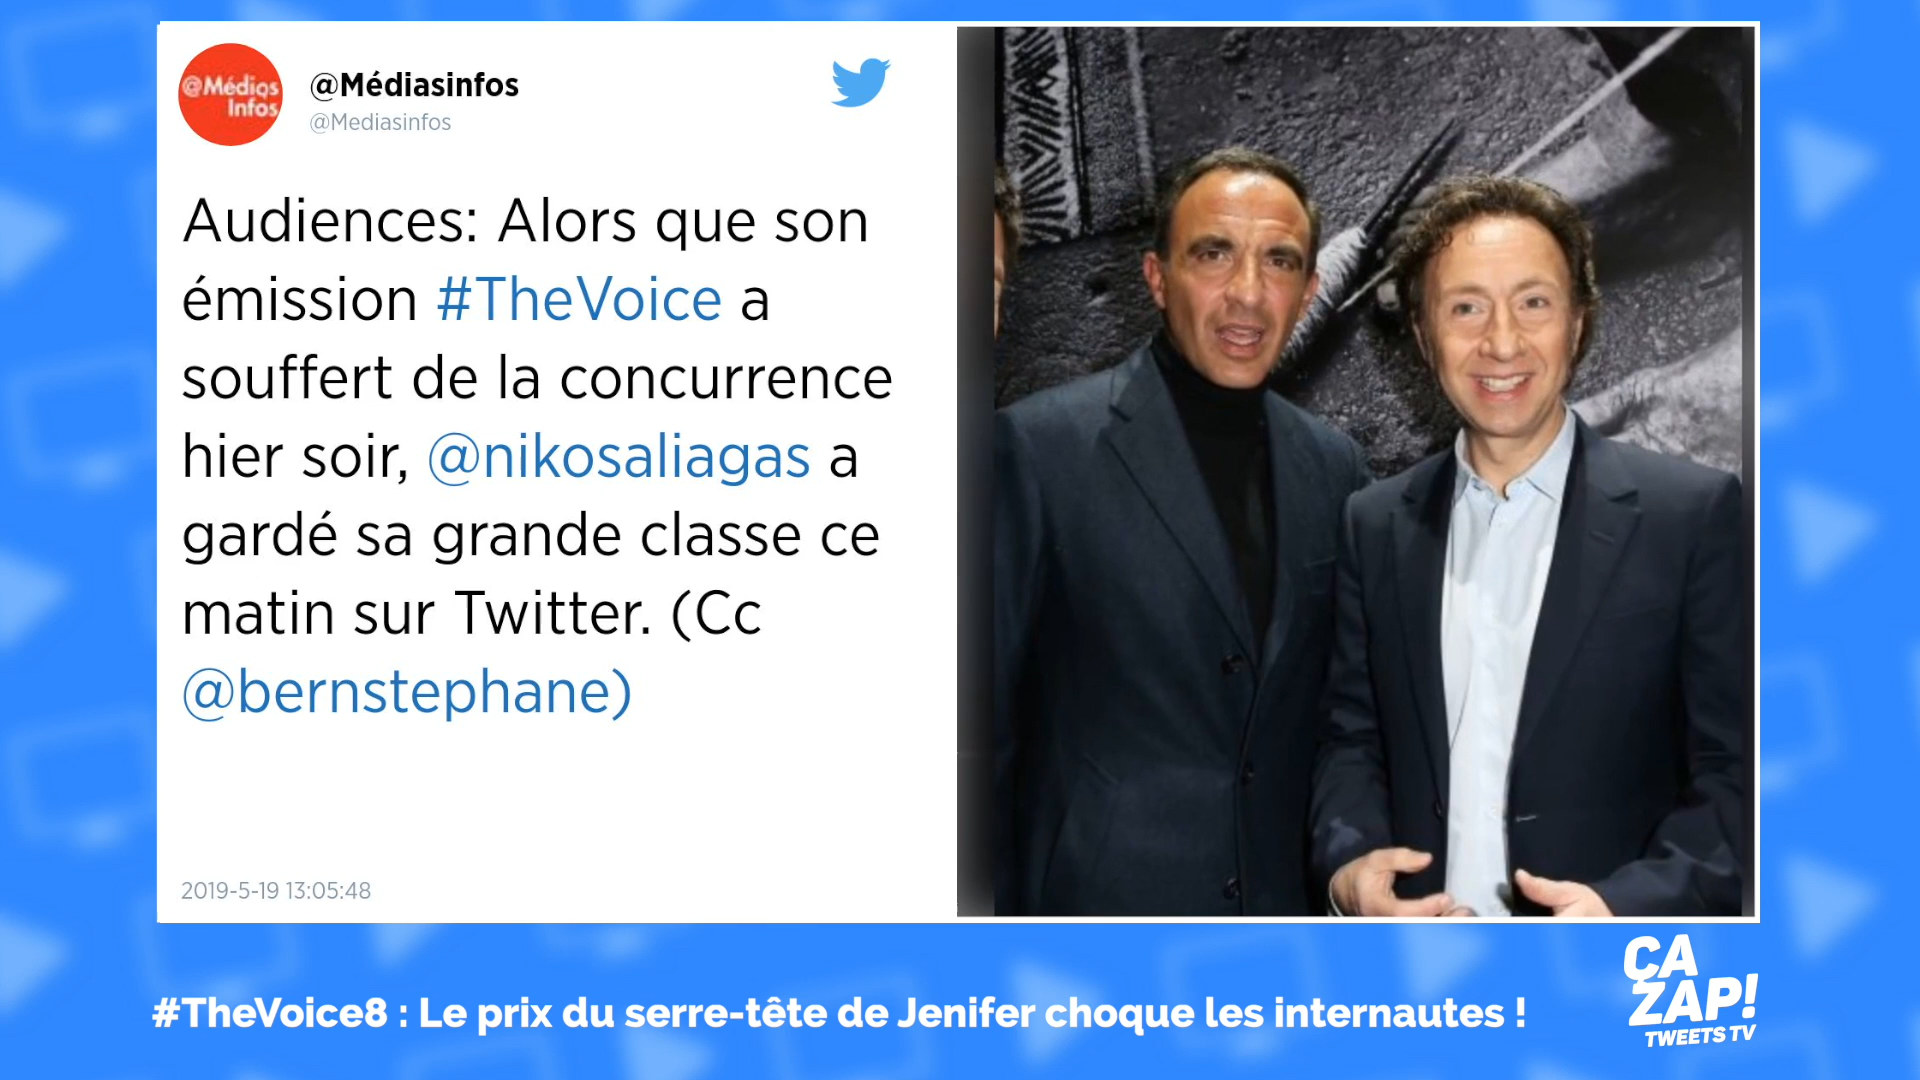 @Médias
Infos
@Médiasinfos
@Mediasinfos
Audiences: Alors que son
émission #TheVoice a
souffert de la concurrence
hier soir, @nikosaliagas a
gardé sa grande classe ce
matin sur Twitter. (Cc
@bernstephane)
2019-5-19 13:05:48
#TheVoice8 : Le prix du serre-tête de Jenifer choque les internautes !
ÇA
ZAP!
TWEETS TV